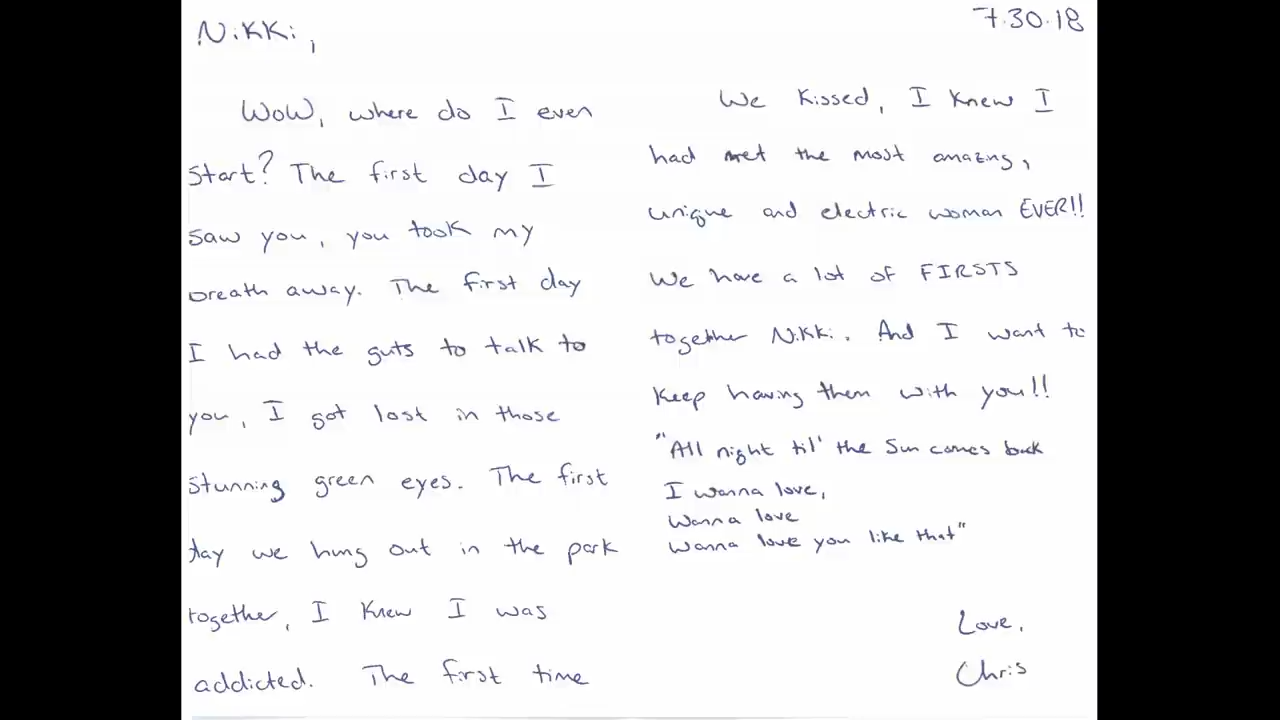 7.30.18
Nikki,
Wow, where do I even
start? The first day I
saw you, you took my
breath away. The first day
I had the guts to talk to
you, I got lost in those
stunning green eyes. The first
day we hung out in the park
together, I knew I was
addicted. The first time
We kissed, I knew I
had met the most amazing,
unique and electric woman EVER!!
We have a lot of FIRSTS
together Nikki. And I want to
keep having them with you!!
"All night til' the sun comes back
I wanna love,
wanna love
wanna love you like that"
Love,
Chris